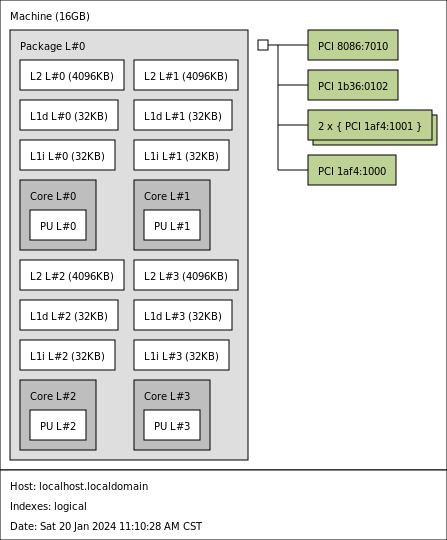 Machine (16GB)
Package L#0
L2 L#0 (4096KB)
L2 L#1 (4096KB)
L1d L#0 (32KB)
L1d L#1 (32KB)
L1i L#0 (32KB)
L1i L#1 (32KB)
Core L#0
Core L#1
PU L#0
PU L#1
L2 L#2 (4096KB)
L2 L#3 (4096KB)
L1d L#2 (32KB)
L1d L#3 (32KB)
L1i L#2 (32KB)
L1i L#3 (32KB)
Core L#2
Core L#3
PU L#2
PU L#3
PCI 8086:7010
PCI 1b36:0102
2 x { PCI 1af4:1001 }
PCI 1af4:1000
Host: localhost.localdomain
Indexes: logical
Date: Sat 20 Jan 2024 11:10:28 AM CST